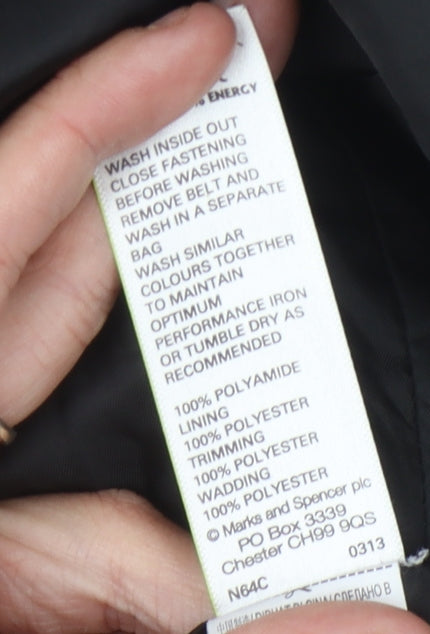 ENERGY
WASH INSIDE OUT
CLOSE FASTENING
BEFORE WASHING
REMOVE BELT AND
WASH IN A SEPARATE
BAG
WASH SIMILAR
COLOURS TOGETHER
TO MAINTAIN
OPTIMUM
PERFORMANCE IRON
OR TUMBLE DRY AS
RECOMMENDED
100% POLYAMIDE
LINING
100% POLYESTER
TRIMMING
100% POLYESTER
WADDING
100% POLYESTER
© Marks and Spencer plc
PO Box 3339
Chester CH99 9QS
0313
N64C
СДЕЛАНО В